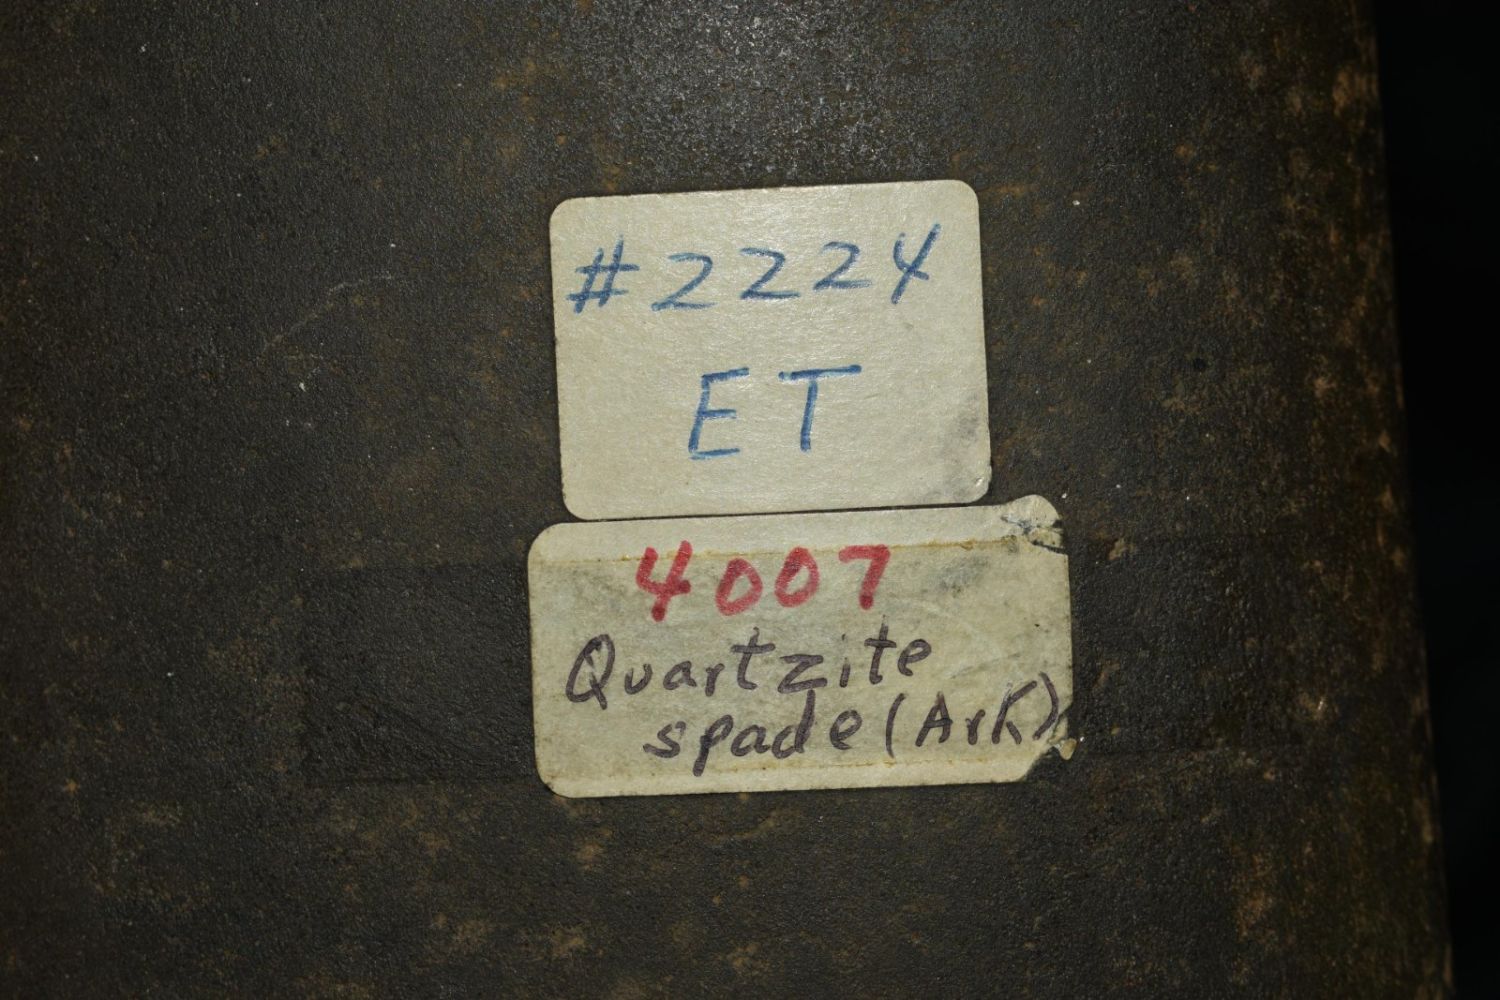 #2224
ET
4007
Quartzite
spade (Ark)